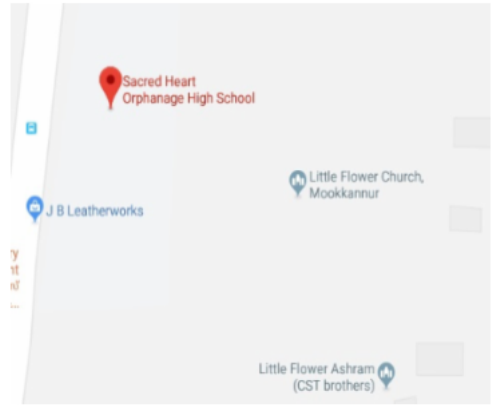 Sacred Heart
Orphanage High School
Little Flower Church,
Mookkannur
J B Leatherworks
Little Flower Ashram
(CST brothers)